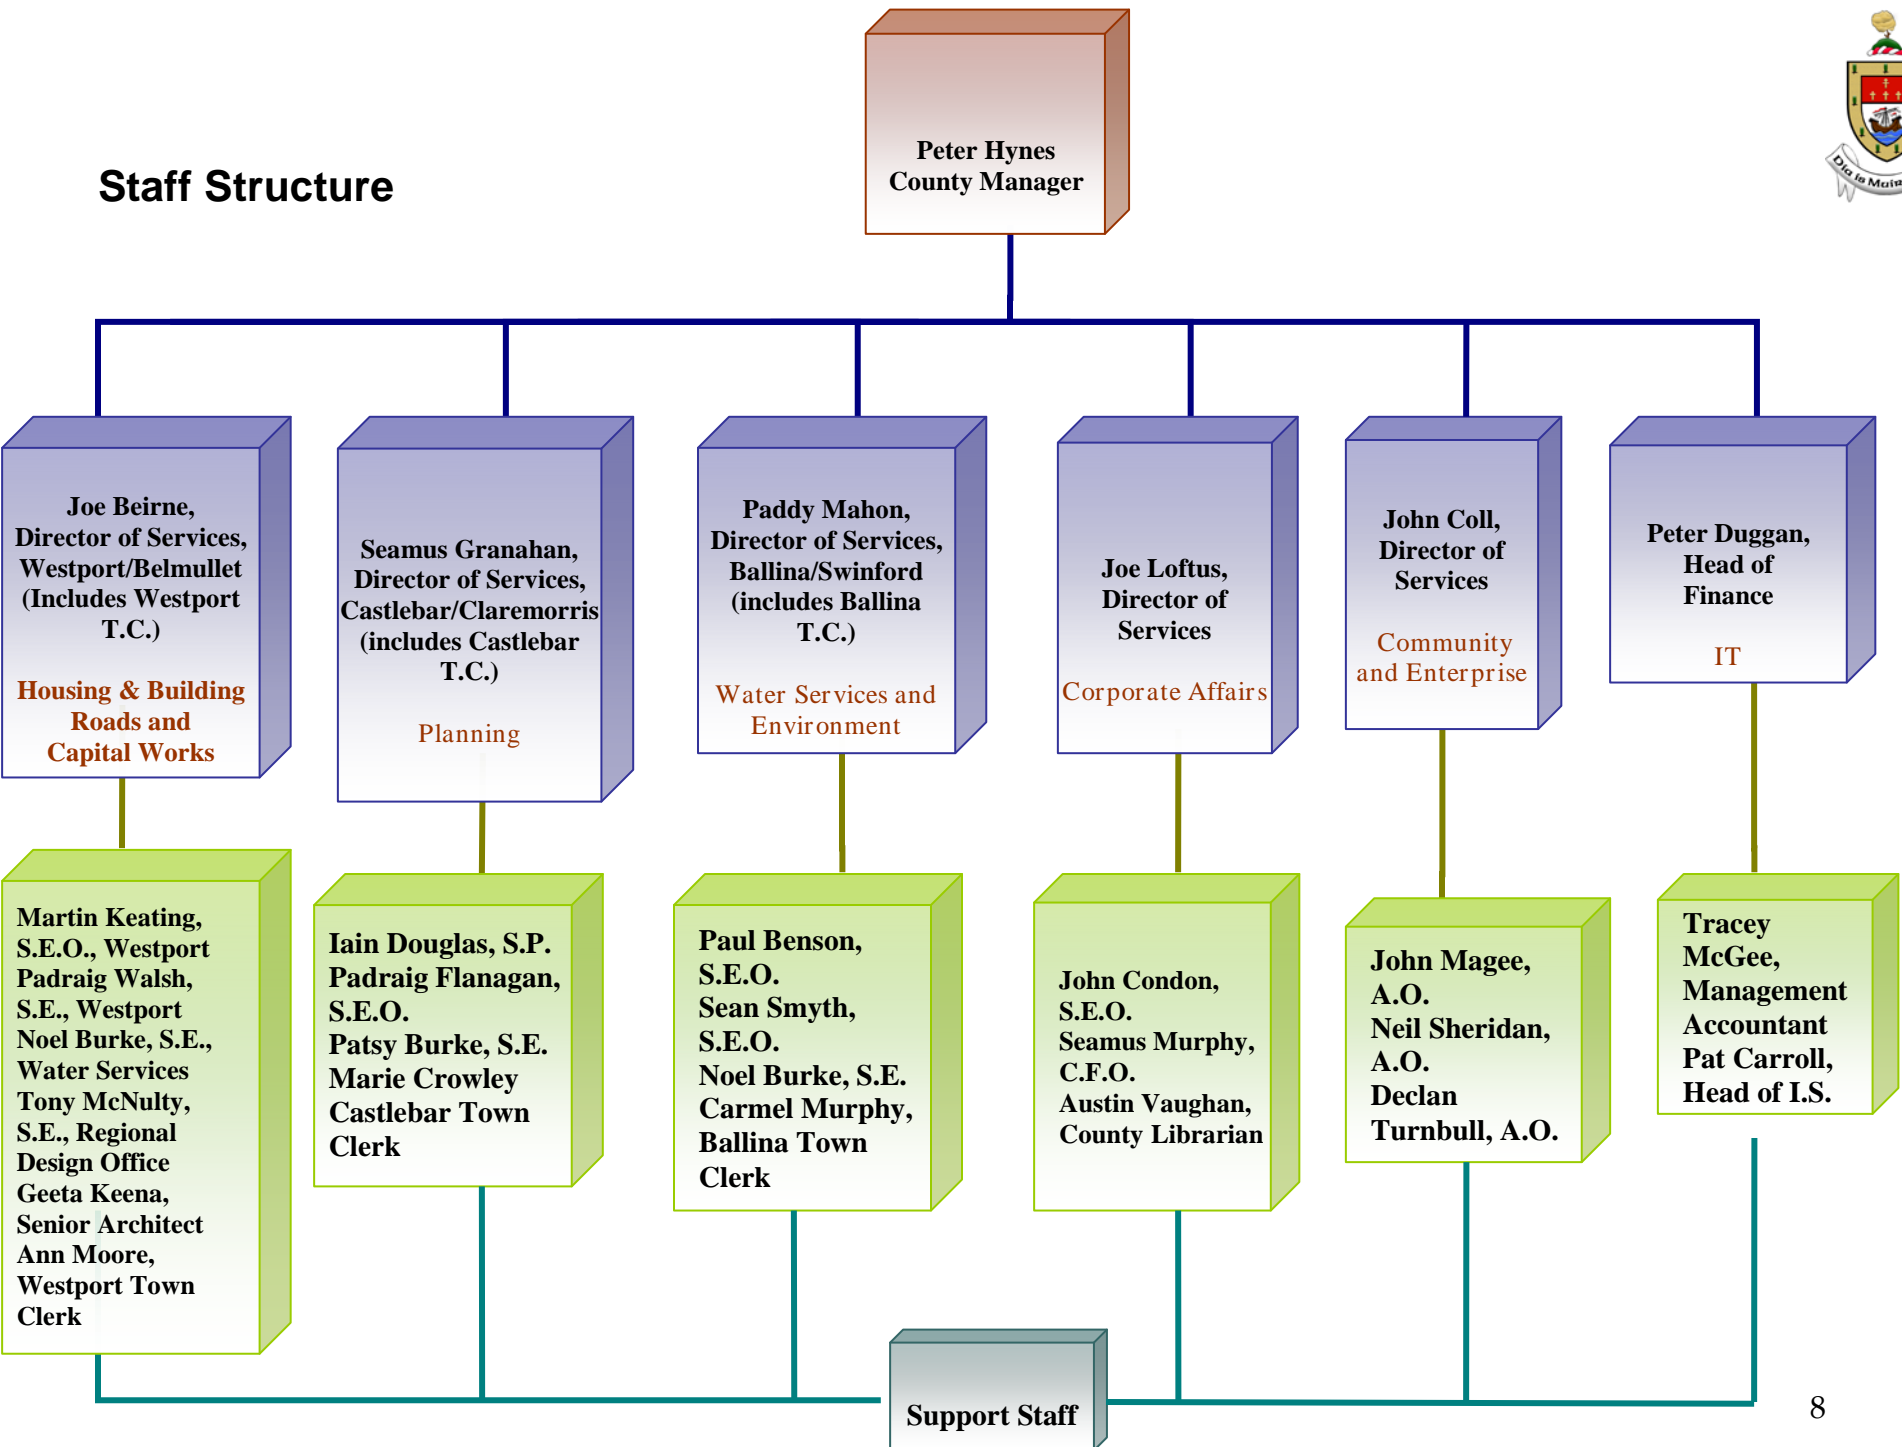 Staff Structure
Peter Hynes
County Manager
Dia is Muire
Joe Beirne,
Director of Services,
Westport/Belmullet
(Includes Westport
T.C.)
Housing & Building
Roads and
Capital Works
Seamus Granahan,
Director of Services,
Castlebar/Claremorris
(includes Castlebar
T.C.)
Planning
Paddy Mahon,
Director of Services,
Ballina/Swinford
(includes Ballina
T.C.)
Water Services and
Environment
Joe Loftus,
Director of
Services
Corporate Affairs
John Coll,
Director of
Services
Community
and Enterprise
Peter Duggan,
Head of
Finance
IT
Martin Keating,
S.E.O., Westport
Padraig Walsh,
S.E., Westport
Noel Burke, S.E.,
Water Services
Tony McNulty,
S.E., Regional
Design Office
Geeta Keena,
Senior Architect
Ann Moore,
Westport Town
Clerk
Iain Douglas, S.P.
Padraig Flanagan,
S.E.O.
Patsy Burke, S.E.
Marie Crowley
Castlebar Town
Clerk
Paul Benson,
S.E.O.
Sean Smyth,
S.E.O.
Noel Burke, S.E.
Carmel Murphy,
Ballina Town
Clerk
John Condon,
S.E.O.
Seamus Murphy,
C.F.O.
Austin Vaughan,
County Librarian
John Magee,
A.O.
Neil Sheridan,
A.O.
Declan
Turnbull, A.O.
Tracey
McGee,
Management
Accountant
Pat Carroll,
Head of I.S.
Support Staff
8